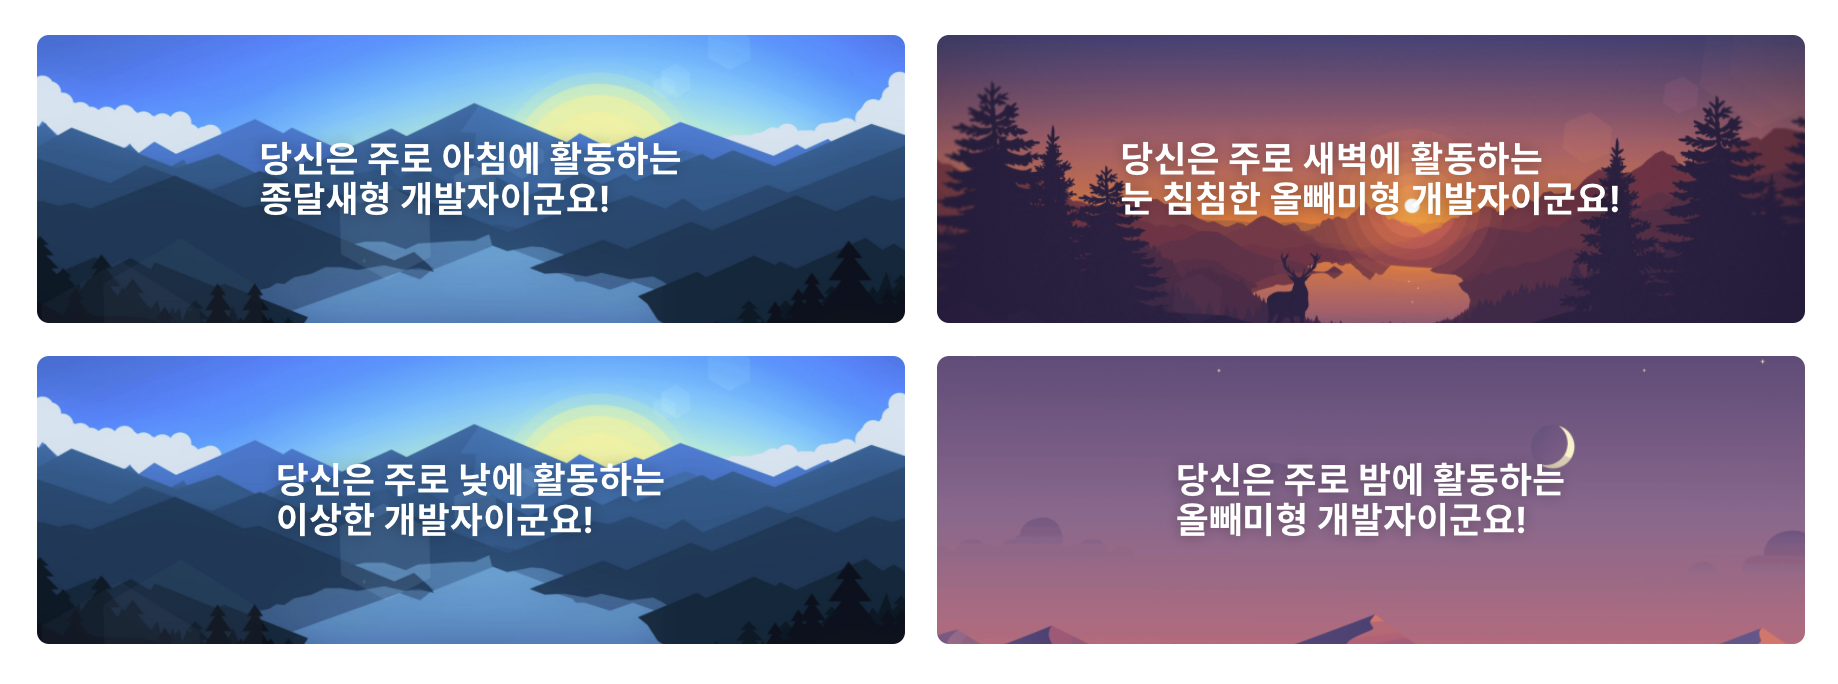 당신은 주로 아침에 활동하는
종달새형 개발자이군요!
당신은 주로 새벽에 활동하는
눈 침침한 올빼미형 개발자이군요!
당신은 주로 낮에 활동하는
이상한 개발자이군요!
당신은 주로 밤에 활동하는
올빼미형 개발자이군요!